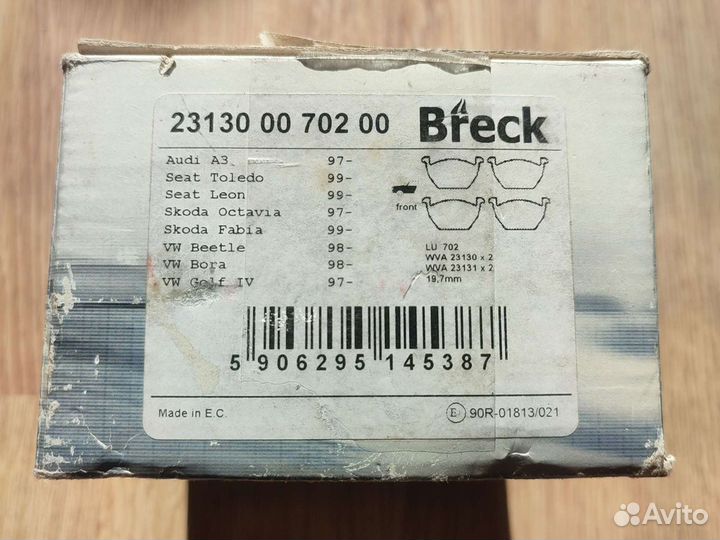 23130 00 702 00 Breck
Audi A3 97-
Seat Toledo 99-
Seat Leon 99-
Skoda Octavia 97-
Skoda Fabia 99-
VW Beetle 98-
VW Bora 98-
VW Golf IV 97-
front
LU 702
WVA 23130 x 2
WVA 23131 x 2
19,7mm
5 906295 145387
Made in E.C.
E 90R-01813/021
Avito